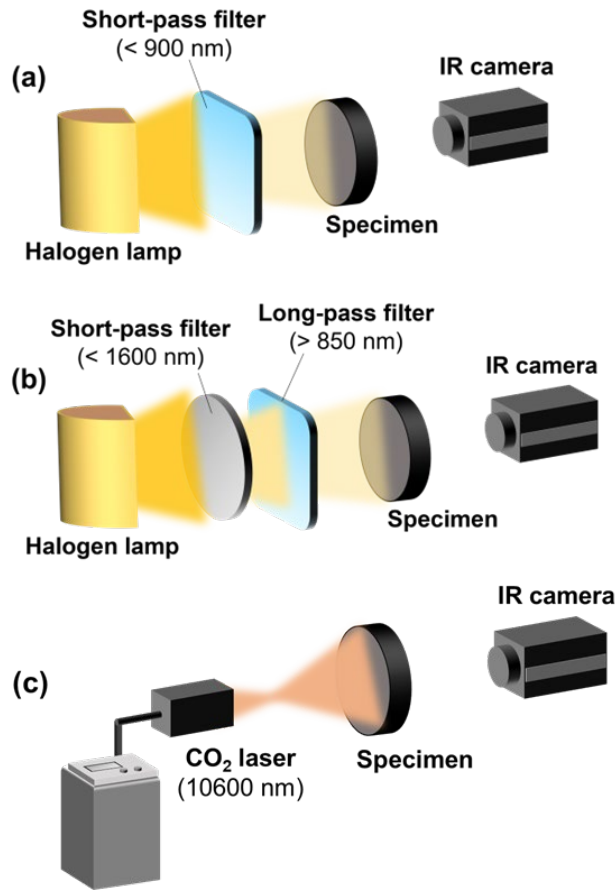 Short-pass filter
(< 900 nm)
(a)
IR camera
Halogen lamp
Specimen
Short-pass filter
(< 1600 nm)
Long-pass filter
(> 850 nm)
(b)
IR camera
Halogen lamp
Specimen
IR camera
(c)
CO₂ laser
(10600 nm)
Specimen